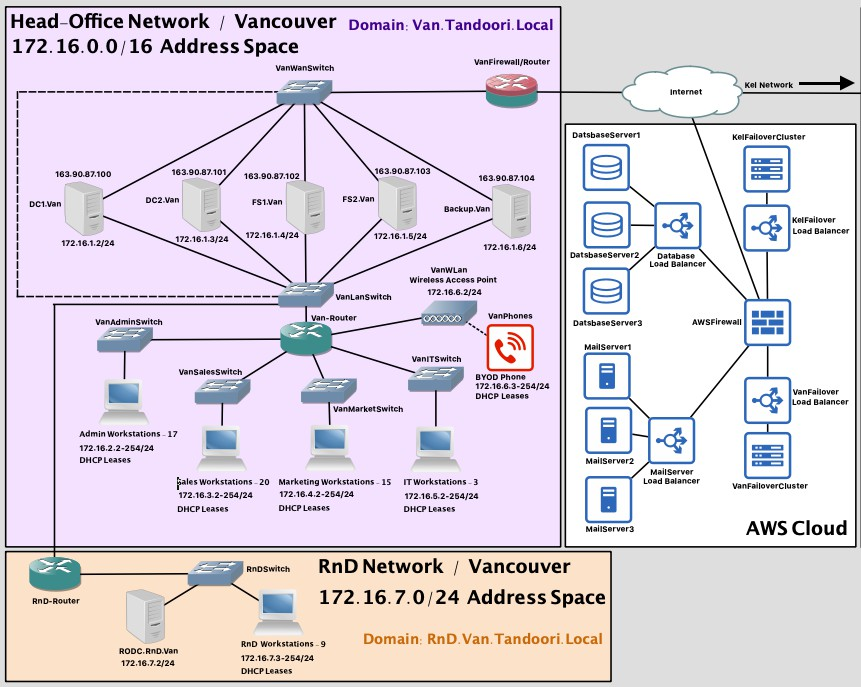 Head-Office Network / Vancouver
Domain: Van.Tandoori.Local
172.16.0.0/16 Address Space
VanWanSwitch
VanFirewall/Router
Internet
Kel Network
163.90.87.100
163.90.87.101
163.90.87.102
163.90.87.103
163.90.87.104
DC1.Van
DC2.Van
FS1.Van
FS2.Van
Backup.Van
172.16.1.2/24
172.16.1.3/24
172.16.1.4/24
172.16.1.5/24
172.16.1.6/24
VanLanSwitch
Van-Router
VanWLan
Wireless Access Point
172.16.6.2/24
VanPhones
BYOD Phone
172.16.6.3-254/24
DHCP Leases
VanAdminSwitch
VanSalesSwitch
VanMarketSwitch
VanITSwitch
Admin Workstations - 17
172.16.2.2-254/24
DHCP Leases
Sales Workstations - 20
172.16.3.2-254/24
DHCP Leases
Marketing Workstations - 15
172.16.4.2-254/24
DHCP Leases
IT Workstations - 3
172.16.5.2-254/24
DHCP Leases
DatsbaseServer1
DatsbaseServer2
DatsbaseServer3
Database
Load Balancer
KelFailoverCluster
KelFailover
Load Balancer
AWSFirewall
MailServer1
MailServer2
MailServer3
MailServer
Load Balancer
VanFailover
Load Balancer
VanFailoverCluster
AWS Cloud
RnD Network / Vancouver
172.16.7.0/24 Address Space
Domain: RnD.Van.Tandoori.Local
RnD-Router
RnDSwitch
RODC.RnD.Van
172.16.7.2/24
RnD Workstations - 9
172.16.7.3-254/24
DHCP Leases